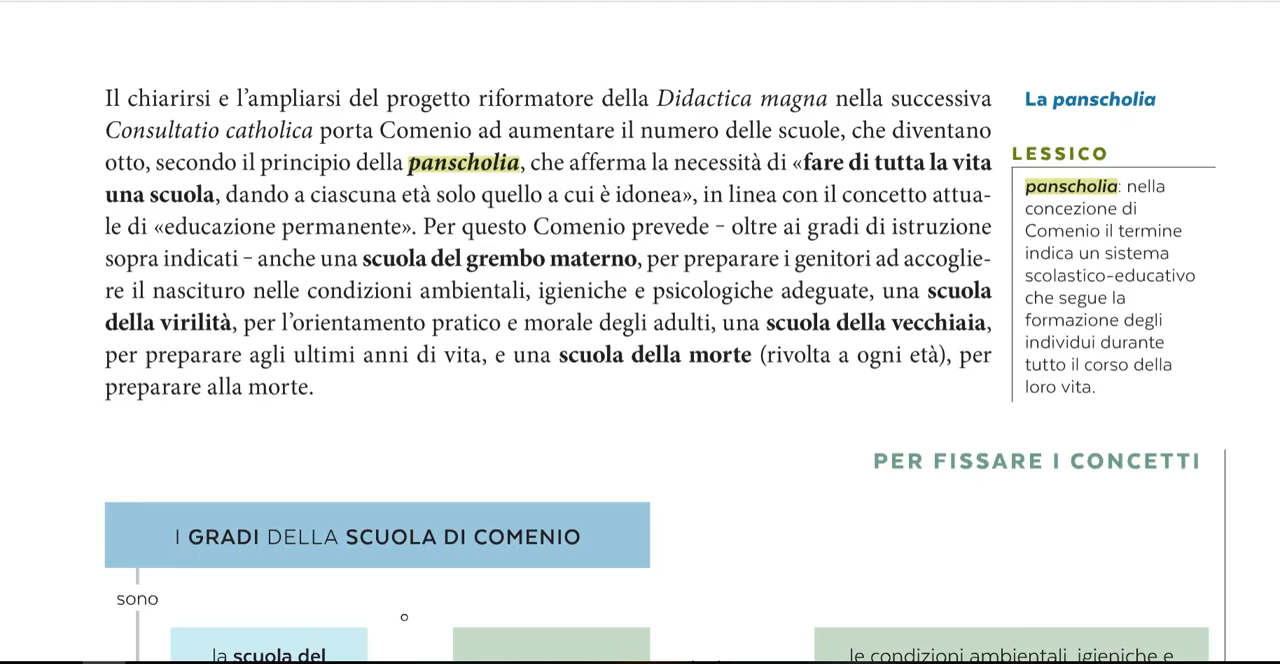 Il chiarirsi e l'ampliarsi del progetto riformatore della Didactica magna nella successiva
Consultatio catholica porta Comenio ad aumentare il numero delle scuole, che diventano
otto, secondo il principio della panscholia, che afferma la necessità di «fare di tutta la vita
una scuola, dando a ciascuna età solo quello a cui è idonea», in linea con il concetto attua-
le di «educazione permanente». Per questo Comenio prevede – oltre ai gradi di istruzione
sopra indicati – anche una scuola del grembo materno, per preparare i genitori ad accoglie-
re il nascituro nelle condizioni ambientali, igieniche e psicologiche adeguate, una scuola
della virilità, per l'orientamento pratico e morale degli adulti, una scuola della vecchiaia,
per preparare agli ultimi anni di vita, e una scuola della morte (rivolta a ogni età), per
preparare alla morte.
La panscholia
LESSICO
panscholia: nella
concezione di
Comenio il termine
indica un sistema
scolastico-educativo
che segue la
formazione degli
individui durante
tutto il corso della
loro vita.
PER FISSARE I CONCETTI
I GRADI DELLA SCUOLA DI COMENIO
sono
la scuola del
le condizioni ambientali, igieniche e